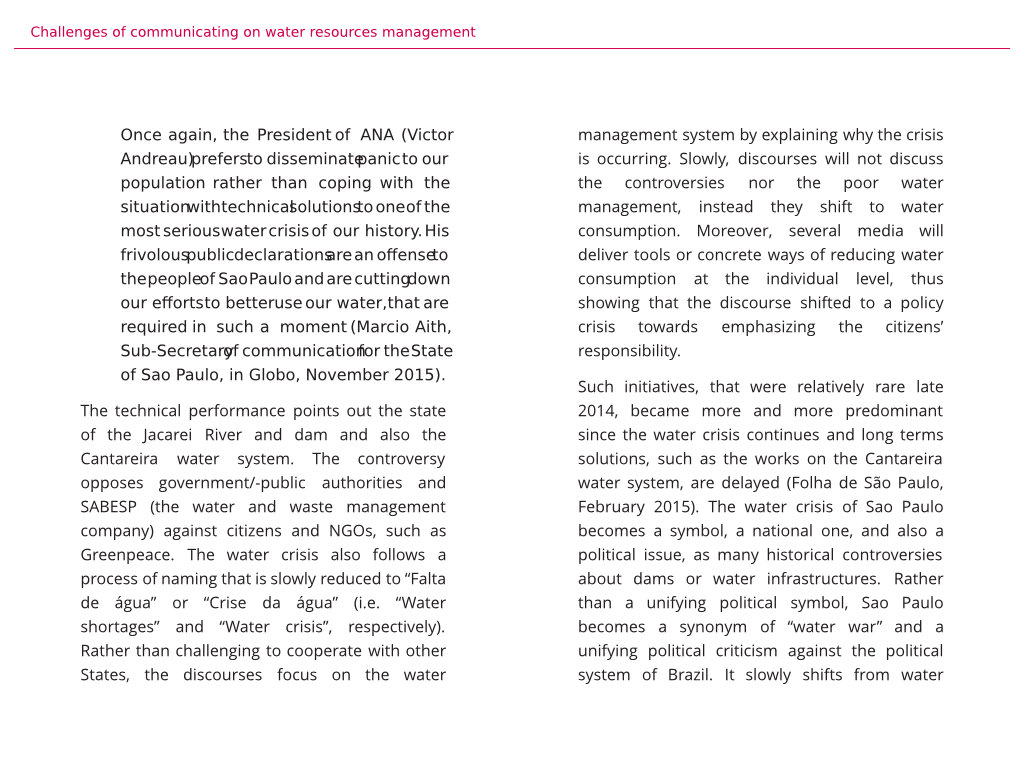 Challenges of communicating on water resources management
Once again, the President of ANA (Victor
Andreau) prefers to disseminate panic to our
population rather than coping with the
situation with technical solutions to one of the
most serious water crisis of our history. His
frivolous public declarations are an offense to
the people of Sao Paulo and are cutting down
our efforts to better use our water, that are
required in such a moment (Marcio Aith,
Sub-Secretary of communication for the State
of Sao Paulo, in Globo, November 2015).
The technical performance points out the state
of the Jacarei River and dam and also the
Cantareira water system. The controversy
opposes government/-public authorities and
SABESP (the water and waste management
company) against citizens and NGOs, such as
Greenpeace. The water crisis also follows a
process of naming that is slowly reduced to “Falta
de água” or “Crise da água” (i.e. “Water
shortages” and “Water crisis”, respectively).
Rather than challenging to cooperate with other
States, the discourses focus on the water
management system by explaining why the crisis
is occurring. Slowly, discourses will not discuss
the controversies nor the poor water
management, instead they shift to water
consumption. Moreover, several media will
deliver tools or concrete ways of reducing water
consumption at the individual level, thus
showing that the discourse shifted to a policy
crisis towards emphasizing the citizens’
responsibility.
Such initiatives, that were relatively rare late
2014, became more and more predominant
since the water crisis continues and long terms
solutions, such as the works on the Cantareira
water system, are delayed (Folha de São Paulo,
February 2015). The water crisis of Sao Paulo
becomes a symbol, a national one, and also a
political issue, as many historical controversies
about dams or water infrastructures. Rather
than a unifying political symbol, Sao Paulo
becomes a synonym of “water war” and a
unifying political criticism against the political
system of Brazil. It slowly shifts from water